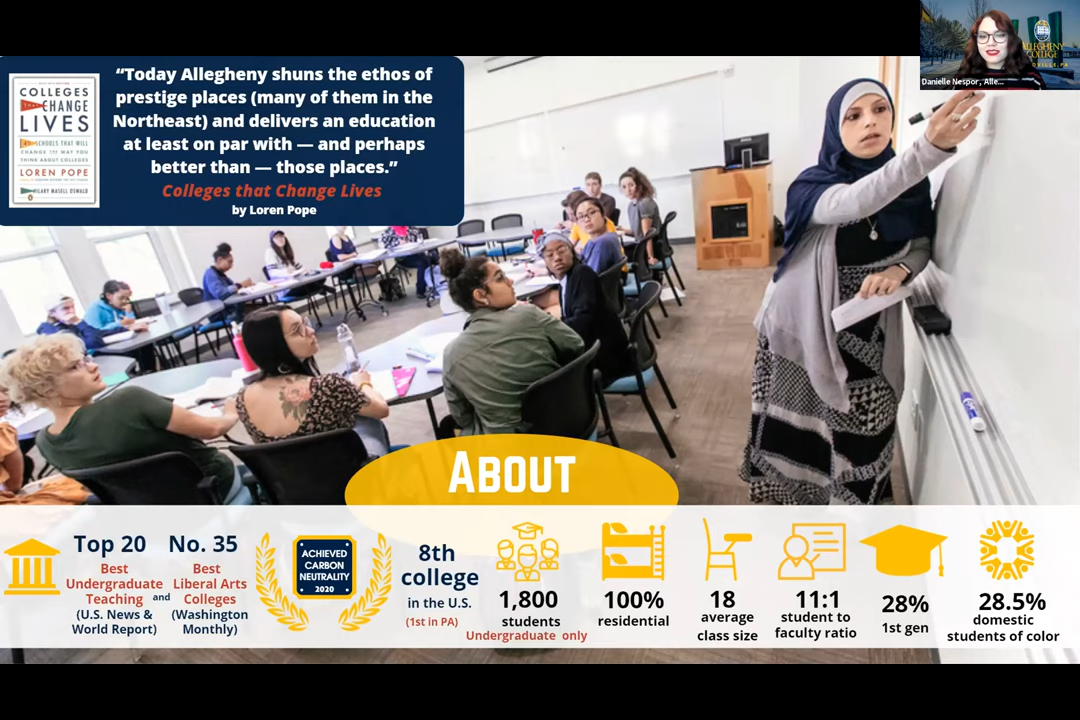 Danielle Nespor, Alle...
ALLEGHENY
COLLEGE
COLLEGES
THAT CHANGE
LIVES
LOREN POPE
HILARY MASELL OSWALD
“Today Allegheny shuns the ethos of
prestige places (many of them in the
Northeast) and delivers an education
at least on par with — and perhaps
better than — those places.”
Colleges that Change Lives
by Loren Pope
ABOUT
Top 20
Best
Undergraduate
Teaching
(U.S. News &
World Report)
and
No. 35
Best
Liberal Arts
Colleges
(Washington
Monthly)
ACHIEVED
CARBON
NEUTRALITY
2020
8th
college
in the U.S.
(1st in PA)
1,800
students
Undergraduate only
100%
residential
18
average
class size
11:1
student to
faculty ratio
28%
1st gen
28.5%
domestic
students of color